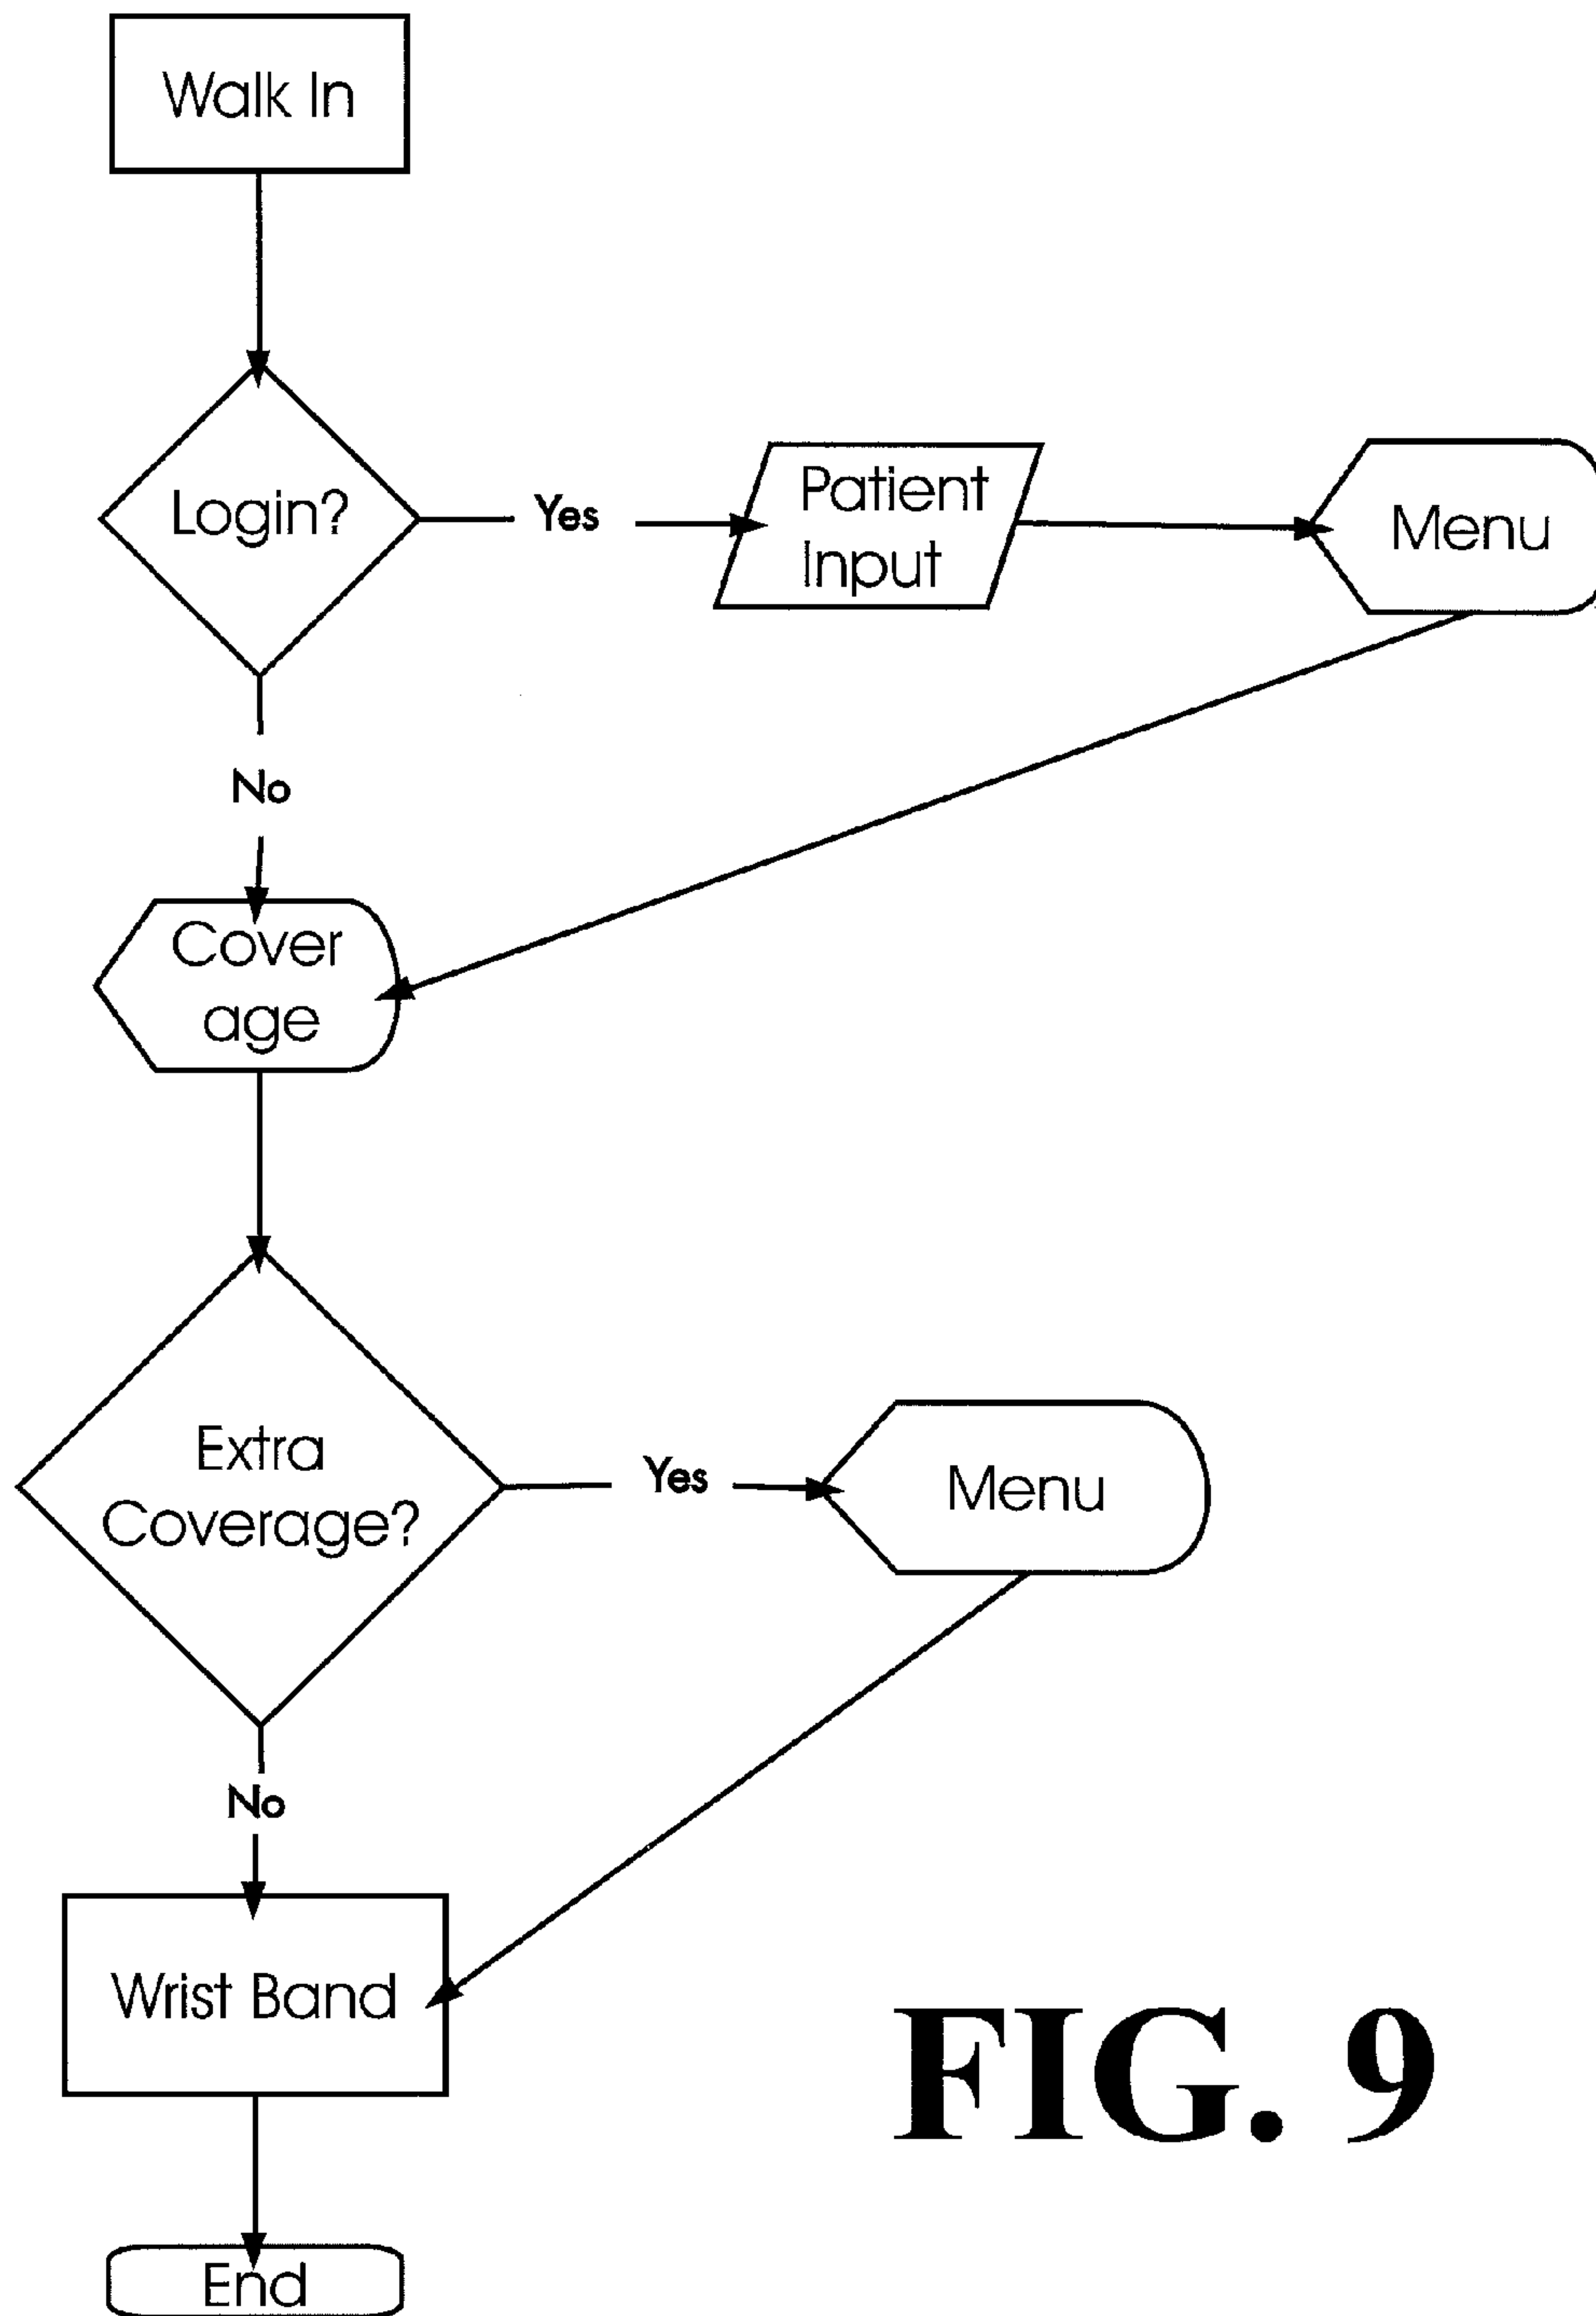 Walk In
Login?
Yes
Patient
Input
Menu
No
Cover
age
Extra
Coverage?
Yes
Menu
No
Wrist Band
End
FIG. 9